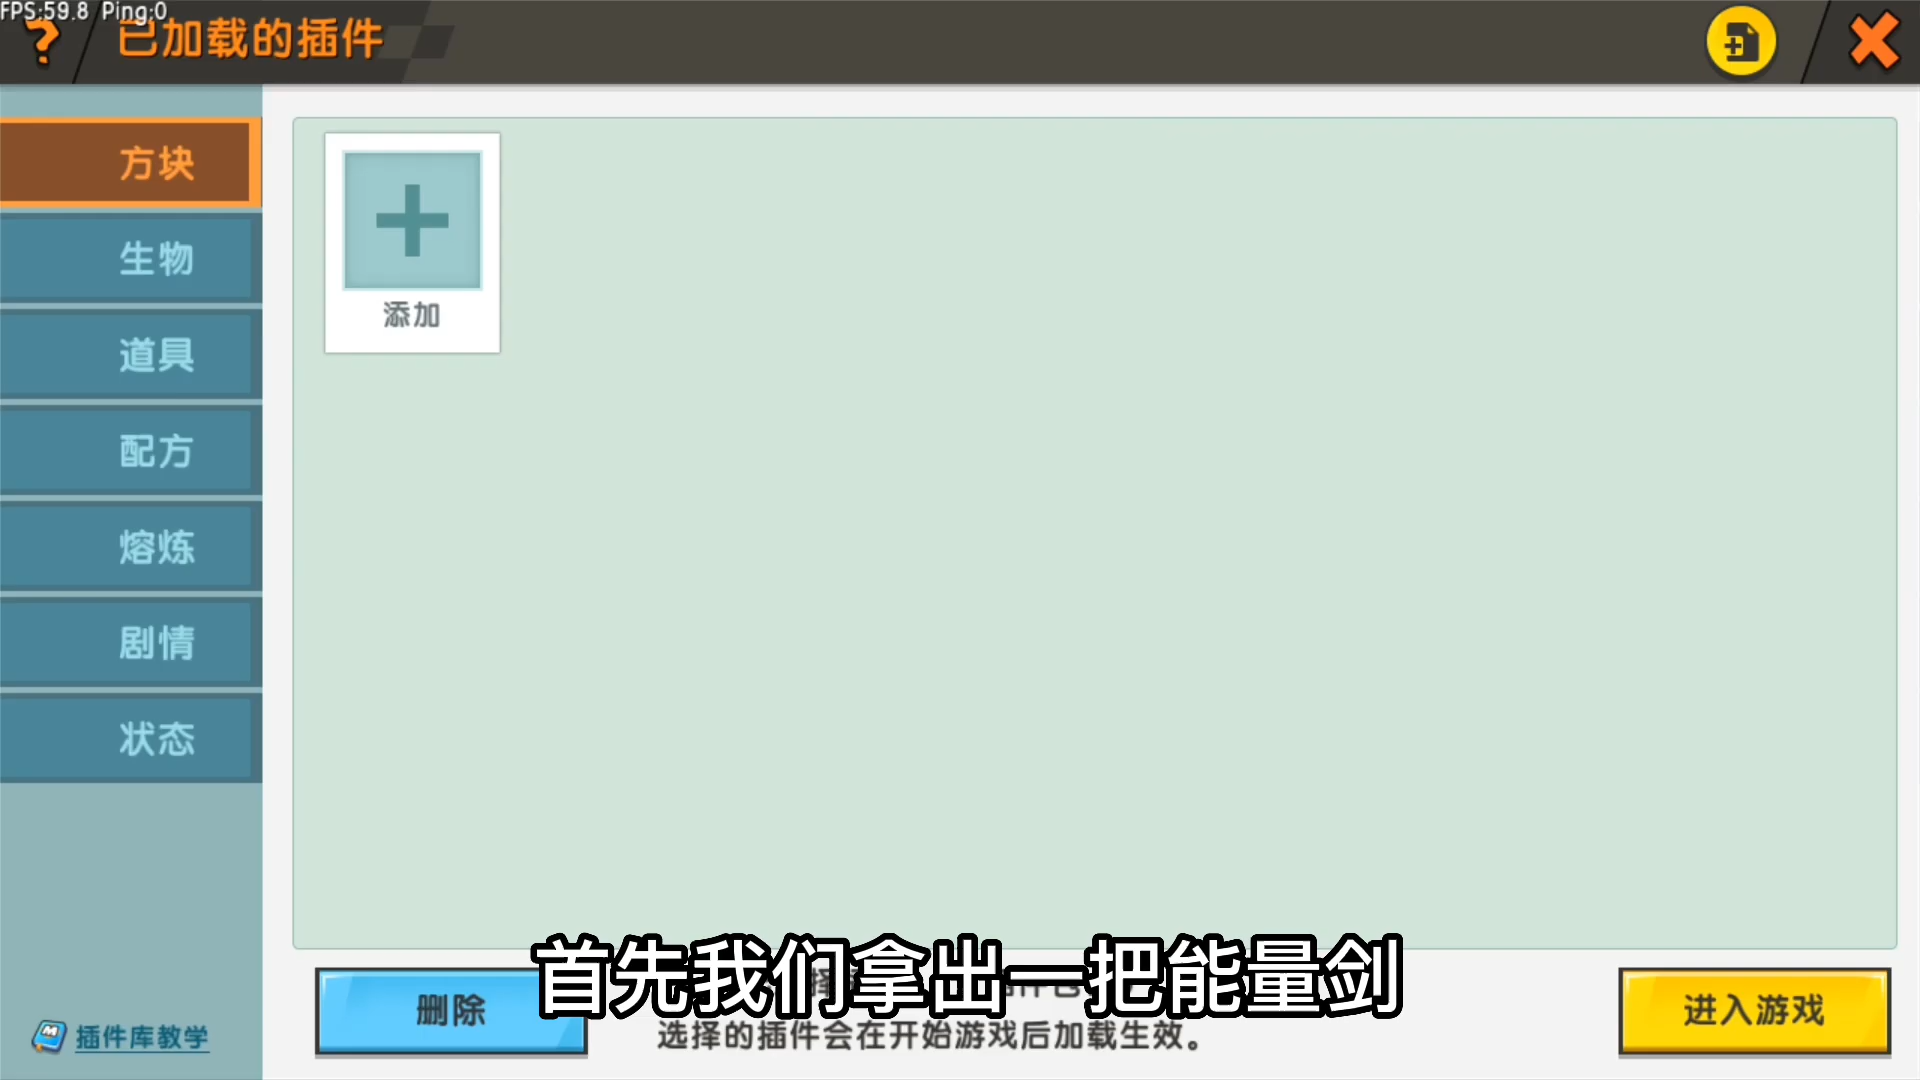 FPS:59.8 Ping:0
已加载的插件
方块
生物
道具
配方
熔炼
剧情
状态
添加
首先我们拿出一把能量剑
删除
选择的插件会在开始游戏后加载生效。
进入游戏
插件库教学